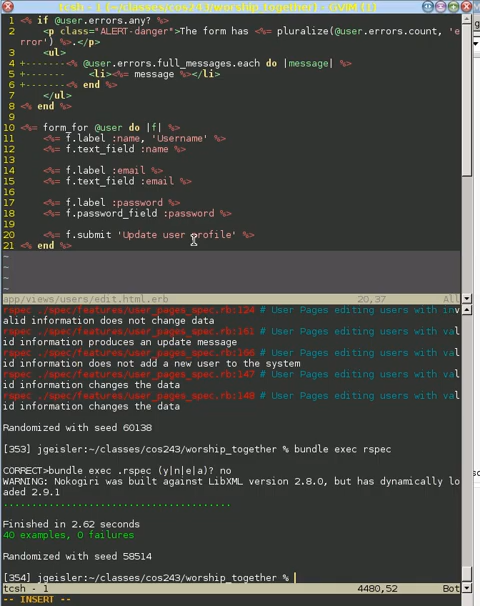 tcsh - 1 (~/classes/cos243/worship_together) - GVIM (1)
1 <% if @user.errors.any? %>
2 <p class="ALERT-danger">The form has <%= pluralize(@user.errors.count, 'e
rror') %>.</p>
3 <ul>
4 +-------<% @user.errors.full_messages.each do |message| %>
5 +------- <li><%= message %></li>
6 +-------<% end %>
7 </ul>
8 <% end %>
9
10 <%= form_for @user do |f| %>
11 <%= f.label :name, 'Username' %>
12 <%= f.text_field :name %>
13
14 <%= f.label :email %>
15 <%= f.text_field :email %>
16
17 <%= f.label :password %>
18 <%= f.password_field :password %>
19
20 <%= f.submit 'Update user profile' %>
21 <% end %>
~
~
~
~
app/views/users/edit.html.erb 20,37 All
rspec ./spec/features/user_pages_spec.rb:124 # User Pages editing users with inv
alid information does not change data
rspec ./spec/features/user_pages_spec.rb:161 # User Pages editing users with val
id information produces an update message
rspec ./spec/features/user_pages_spec.rb:166 # User Pages editing users with val
id information does not add a new user to the system
rspec ./spec/features/user_pages_spec.rb:147 # User Pages editing users with val
id information changes the data
rspec ./spec/features/user_pages_spec.rb:148 # User Pages editing users with val
id information changes the data
Randomized with seed 60138
[353] jgeisler:~/classes/cos243/worship_together % bundle exec rspec
CORRECT>bundle exec .rspec (y|n|e|a)? no
WARNING: Nokogiri was built against LibXML version 2.8.0, but has dynamically lo
aded 2.9.1
........................................
Finished in 2.62 seconds
40 examples, 0 failures
Randomized with seed 58514
[354] jgeisler:~/classes/cos243/worship_together %
tcsh - 1 4480,52 Bot
-- INSERT --